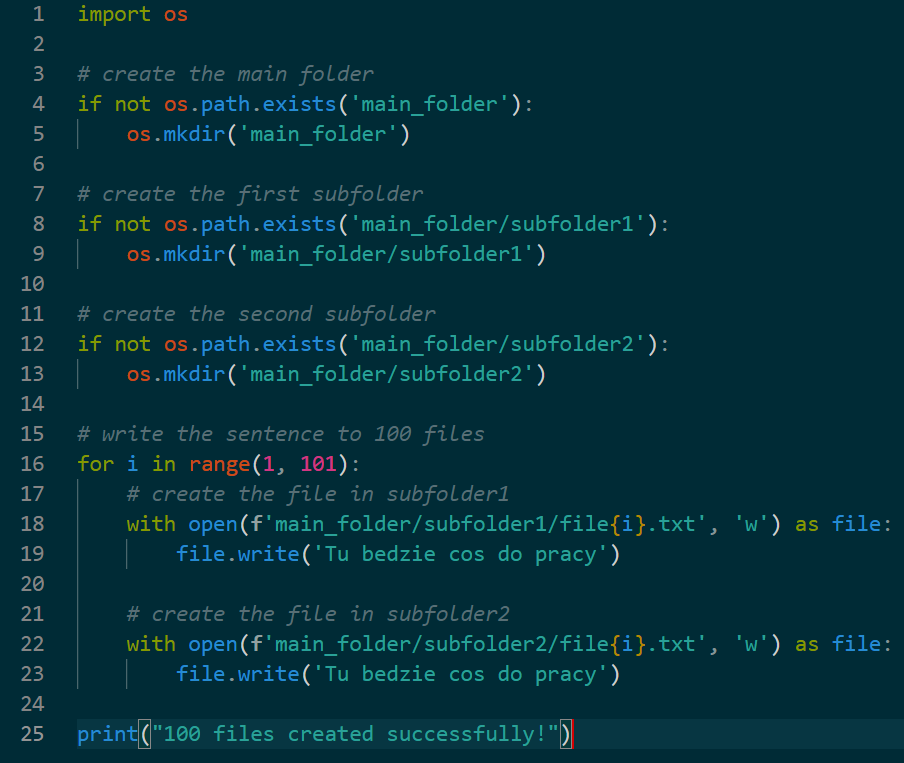 1 import os
2
3 # create the main folder
4 if not os.path.exists('main_folder'):
5     os.mkdir('main_folder')
6
7 # create the first subfolder
8 if not os.path.exists('main_folder/subfolder1'):
9     os.mkdir('main_folder/subfolder1')
10
11 # create the second subfolder
12 if not os.path.exists('main_folder/subfolder2'):
13     os.mkdir('main_folder/subfolder2')
14
15 # write the sentence to 100 files
16 for i in range(1, 101):
17     # create the file in subfolder1
18     with open(f'main_folder/subfolder1/file{i}.txt', 'w') as file:
19         file.write('Tu bedzie cos do pracy')
20
21     # create the file in subfolder2
22     with open(f'main_folder/subfolder2/file{i}.txt', 'w') as file:
23         file.write('Tu bedzie cos do pracy')
24
25 print("100 files created successfully!")